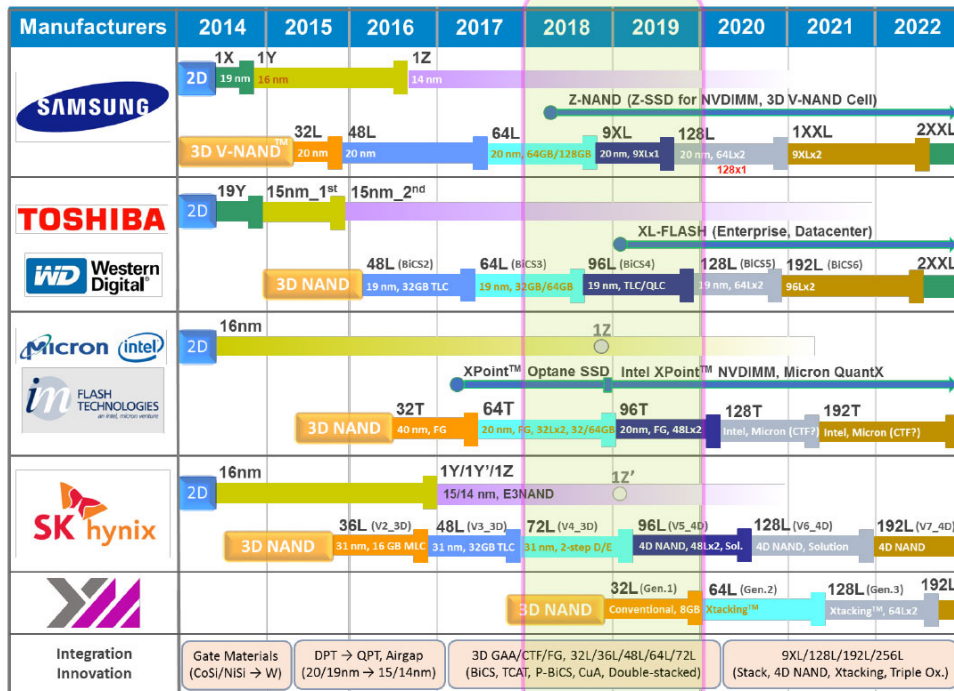 Manufacturers 2014 2015 2016 2017 2018 2019 2020 2021 2022
SAMSUNG
1X 1Y 1Z
2D 19 nm 16 nm 14 nm
Z-NAND (Z-SSD for NVDIMM, 3D V-NAND Cell)
32L 48L 64L 9XL 128L 1XXL 2XXL
3D V-NAND™ 20 nm 20 nm 20 nm, 64GB/128GB 20 nm, 9XLx1 20 nm, 64Lx2 9XLx2
128x1
TOSHIBA
19Y 15nm_1st 15nm_2nd
2D
XL-FLASH (Enterprise, Datacenter)
WD Western Digital®
48L (BiCS2) 64L (BiCS3) 96L (BiCS4) 128L (BiCS5) 192L (BiCS6) 2XXL
3D NAND 19 nm, 32GB TLC 19 nm, 32GB/64GB 19 nm, TLC/QLC 19 nm, 64Lx2 96Lx2
Micron intel
16nm 1Z
2D
im FLASH TECHNOLOGIES
an intel, micron venture
XPoint™ Optane SSD Intel XPoint™ NVDIMM, Micron QuantX
32T 64T 96T 128T 192T
3D NAND 40 nm, FG 20 nm, FG, 32Lx2, 32/64GB 20nm, FG, 48Lx2 Intel, Micron (CTF?) Intel, Micron (CTF?)
SK hynix
16nm 1Y/1Y'/1Z 1Z'
2D 15/14 nm, E3NAND
36L (V2_3D) 48L (V3_3D) 72L (V4_3D) 96L (V5_4D) 128L (V6_4D) 192L (V7_4D)
3D NAND 31 nm, 16 GB MLC 31 nm, 32GB TLC 31 nm, 2-step D/E 4D NAND, 48Lx2, Sol. 4D NAND, Solution 4D NAND
32L (Gen.1) 64L (Gen.2) 128L (Gen.3) 192L
3D NAND Conventional, 8GB Xtacking™ Xtacking™, 64Lx2
Integration Innovation
Gate Materials
(CoSi/NiSi → W)
DPT → QPT, Airgap
(20/19nm → 15/14nm)
3D GAA/CTF/FG, 32L/36L/48L/64L/72L
(BiCS, TCAT, P-BiCS, CuA, Double-stacked)
9XL/128L/192L/256L
(Stack, 4D NAND, Xtacking, Triple Ox.)